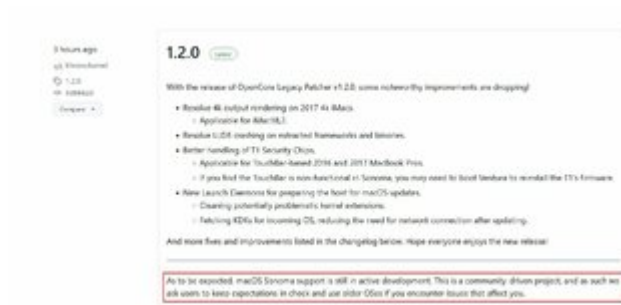 3 hours ago
1.2.0
Compare
1.2.0
Latest
With the release of OpenCore Legacy Patcher v1.2.0, some noteworthy improvements are dropping!
Resolve 4k output rendering on 2017 4k iMacs.
Applicable for iMac18,2.
Resolve crashing on extracted frameworks and binaries.
Better handling of T1 Security Chips.
Applicable for TouchBar-based 2016 and 2017 MacBook Pros.
If you find the TouchBar is non-functional in Sonoma, you may need to boot Ventura to reinstall the T1's firmware.
New Launch Daemons for preparing the host for macOS updates.
Cleaning potentially problematic kernel extensions.
Fetching KDKs for incoming OS, reducing the need for network connection after updating.
And more fixes and improvements listed in the changelog below. Hope everyone enjoys the new release!
As to be expected, macOS Sonoma support is still in active development. This is a community driven project, and as such we
ask users to keep expectations in check and use older OSes if you encounter issues that affect you.